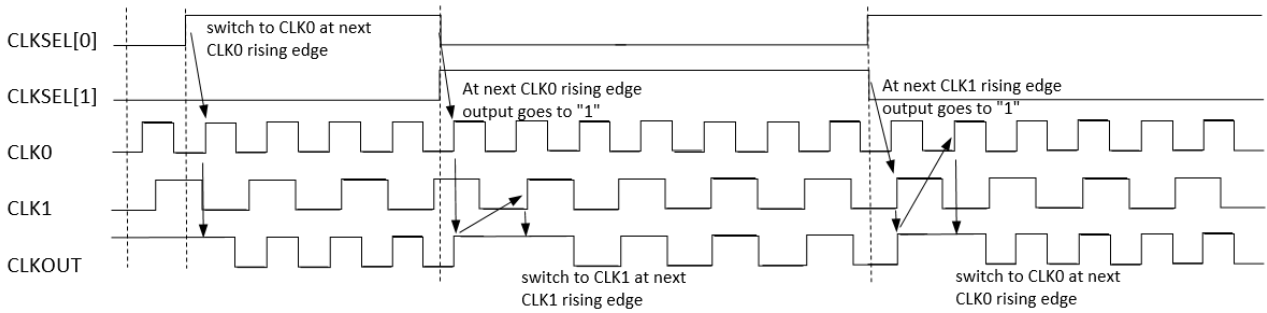 CLKSEL[0]
switch to CLK0 at next
CLK0 rising edge
CLKSEL[1]
At next CLK0 rising edge
output goes to "1"
At next CLK1 rising edge
output goes to "1"
CLK0
CLK1
CLKOUT
switch to CLK1 at next
CLK1 rising edge
switch to CLK0 at next
CLK0 rising edge